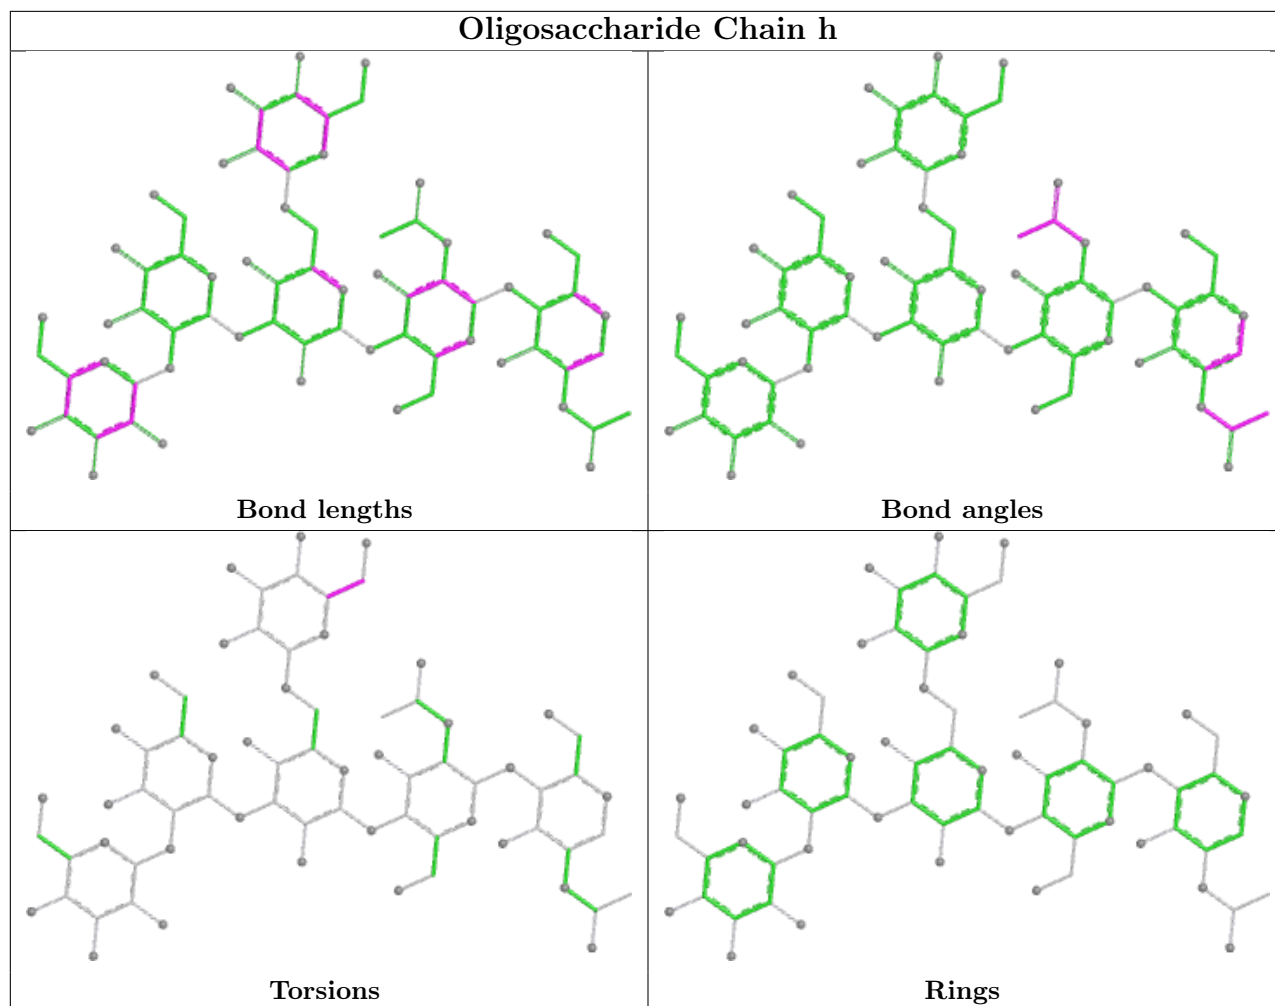 Oligosaccharide Chain h
Bond lengths
Bond angles
Torsions
Rings